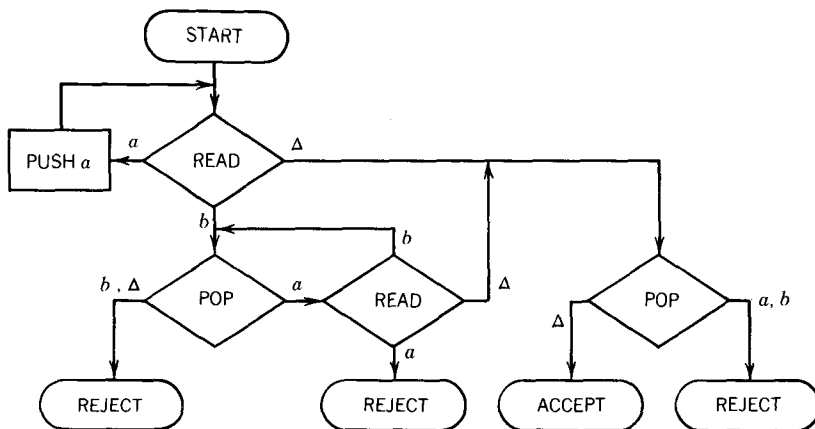 START
a
Δ
PUSH a
READ
b
b
b , Δ
POP
a
READ
Δ
Δ
POP
a, b
a
REJECT
REJECT
ACCEPT
REJECT